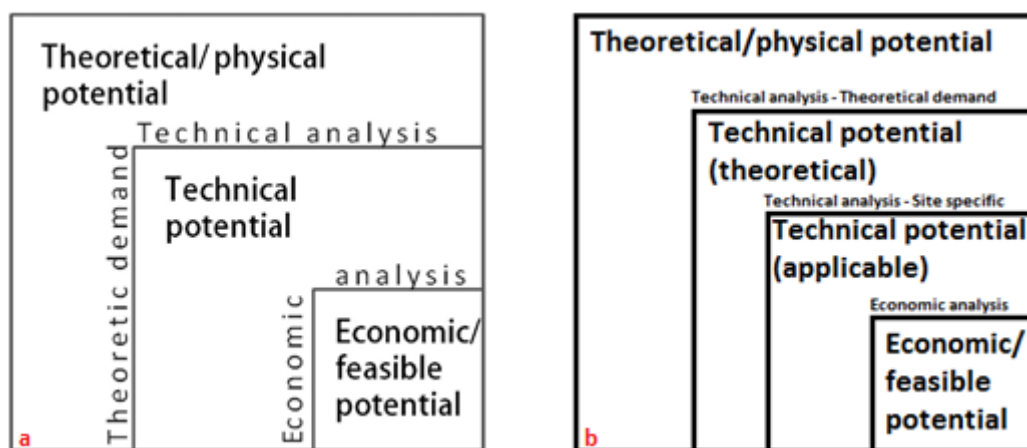 Theoretical/ physical
potential
Technical analysis
Theoretic demand
Technical
potential
analysis
Economic
Economic/
feasible
potential
a
Theoretical/physical potential
Technical analysis - Theoretical demand
Technical potential
(theoretical)
Technical analysis - Site specific
Technical potential
(applicable)
Economic analysis
Economic/
feasible
potential
b